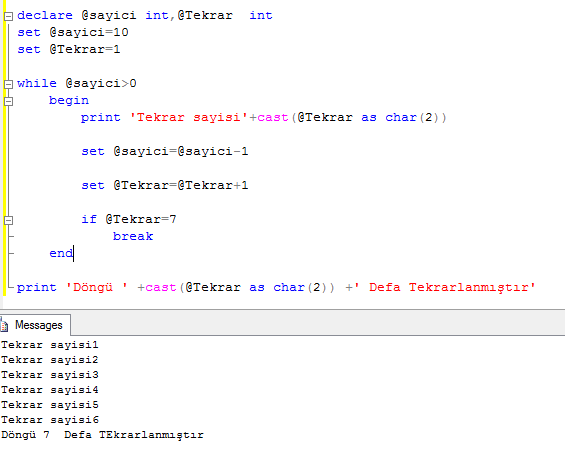 declare @sayici int,@Tekrar  int
set @sayici=10
set @Tekrar=1
while @sayici>0
begin
print 'Tekrar sayisi'+cast(@Tekrar as char(2))
set @sayici=@sayici-1
set @Tekrar=@Tekrar+1
if @Tekrar=7
break
end
print 'Döngü ' +cast(@Tekrar as char(2)) +' Defa Tekrarlanmıştır'
Messages
Tekrar sayisi1
Tekrar sayisi2
Tekrar sayisi3
Tekrar sayisi4
Tekrar sayisi5
Tekrar sayisi6
Döngü 7  Defa TEkrarlanmıştır